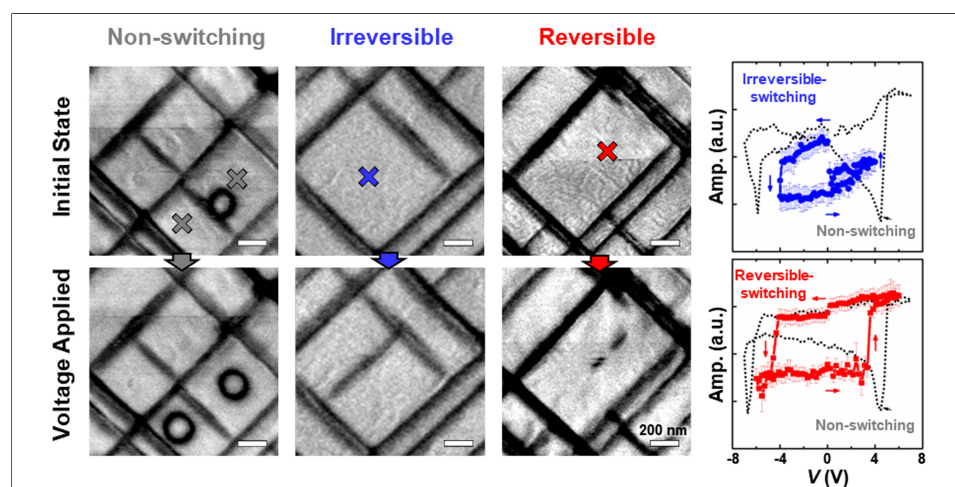 Non-switching
Irreversible
Reversible
Initial State
Voltage Applied
200 nm
Amp. (a.u.)
Irreversible-
switching
Non-switching
Amp. (a.u.)
Reversible-
switching
Non-switching
-8 -4 0 4 8
V (V)